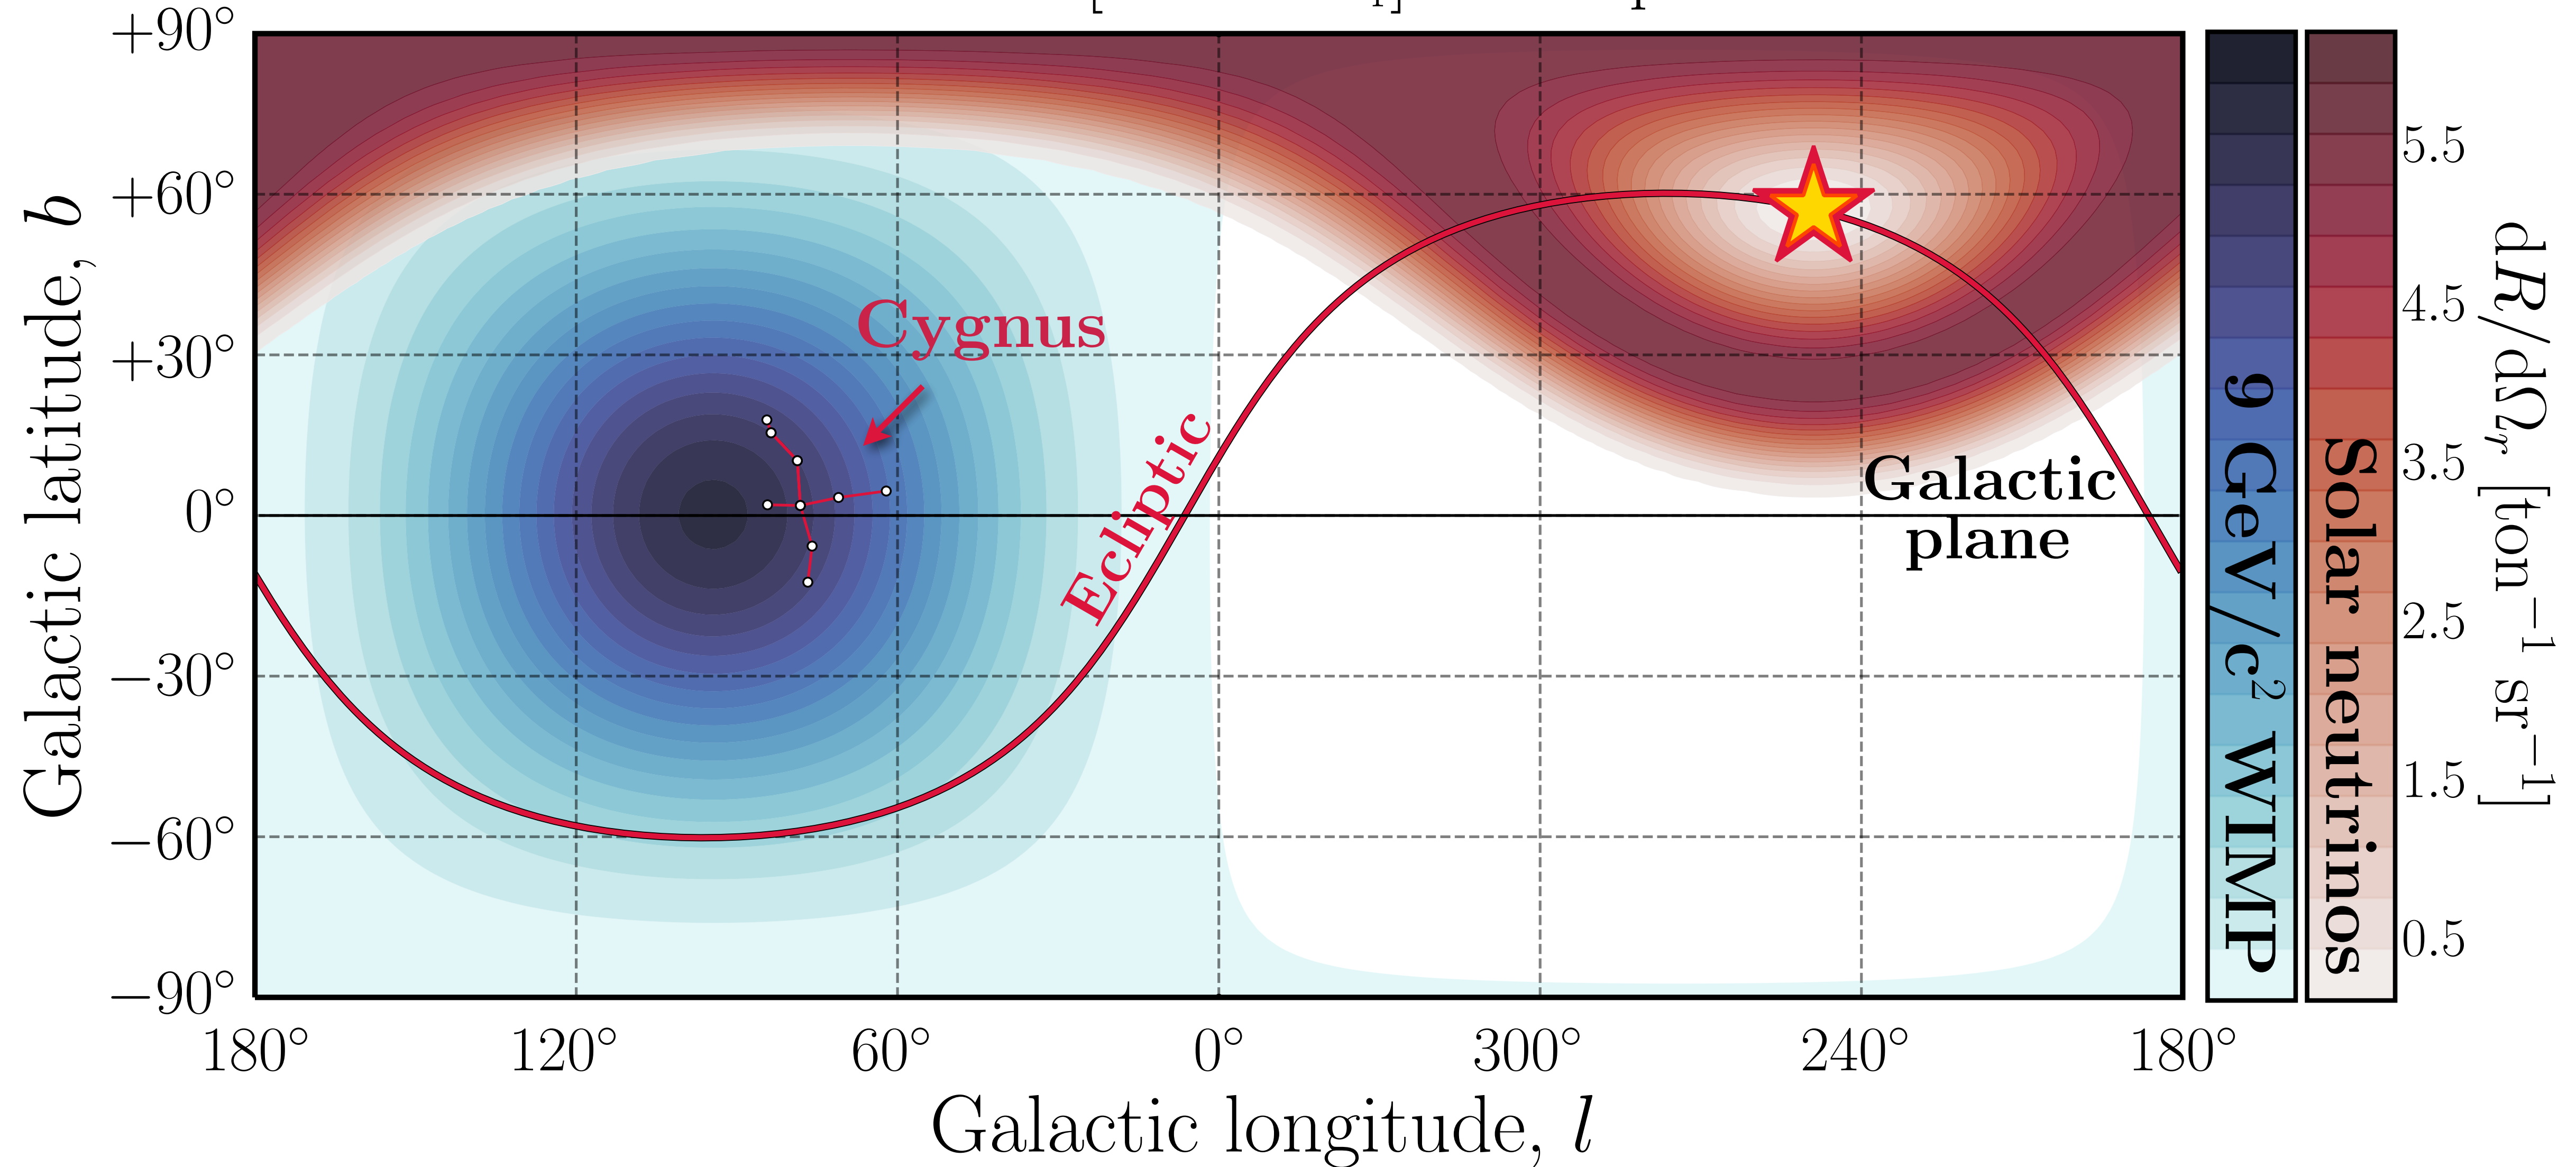 +90°
+60°
+30°
0°
−30°
−60°
−90°
Galactic latitude, b
Cygnus
Ecliptic
Galactic
plane
180°
120°
60°
0°
300°
240°
180°
Galactic longitude, l
9 GeV/c² WIMP
Solar neutrinos
5.5
4.5
3.5
2.5
1.5
0.5
dR/dΩᵣ [ton⁻¹ sr⁻¹]